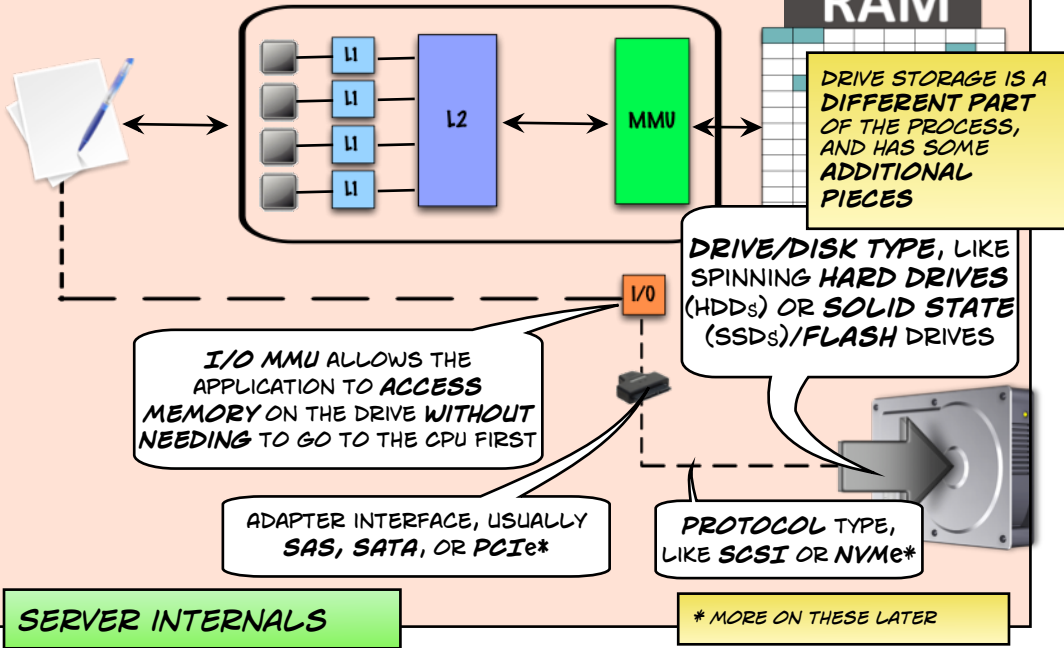 RAM
L1
L1
L1
L1
L2
MMU
DRIVE STORAGE IS A
DIFFERENT PART
OF THE PROCESS,
AND HAS SOME
ADDITIONAL
PIECES
DRIVE/DISK TYPE, LIKE
SPINNING HARD DRIVES
(HDDs) OR SOLID STATE
(SSDs)/FLASH DRIVES
I/O
I/O MMU ALLOWS THE
APPLICATION TO ACCESS
MEMORY ON THE DRIVE WITHOUT
NEEDING TO GO TO THE CPU FIRST
ADAPTER INTERFACE, USUALLY
SAS, SATA, OR PCIe*
PROTOCOL TYPE,
LIKE SCSI OR NVMe*
SERVER INTERNALS
* MORE ON THESE LATER